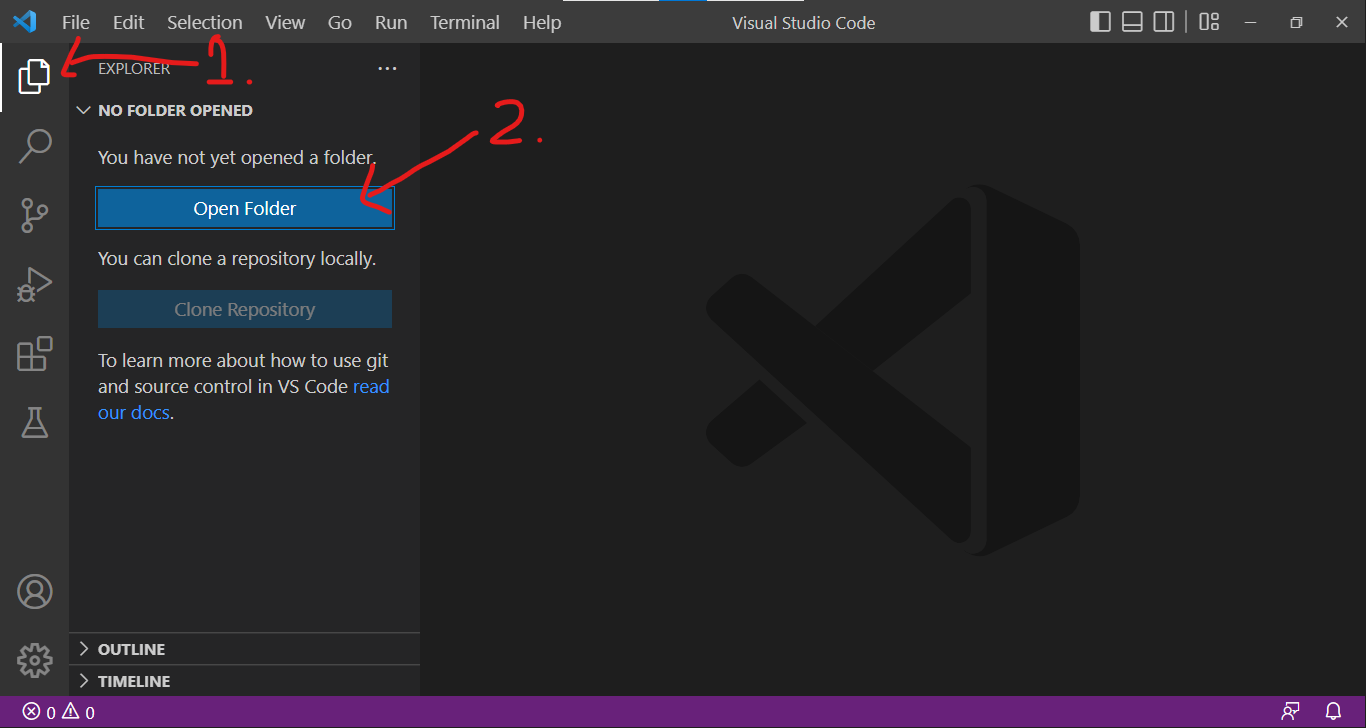 File Edit Selection View Go Run Terminal Help Visual Studio Code
EXPLORER
1.
NO FOLDER OPENED
2.
You have not yet opened a folder.
Open Folder
You can clone a repository locally.
Clone Repository
To learn more about how to use git
and source control in VS Code read
our docs.
OUTLINE
TIMELINE
0 0